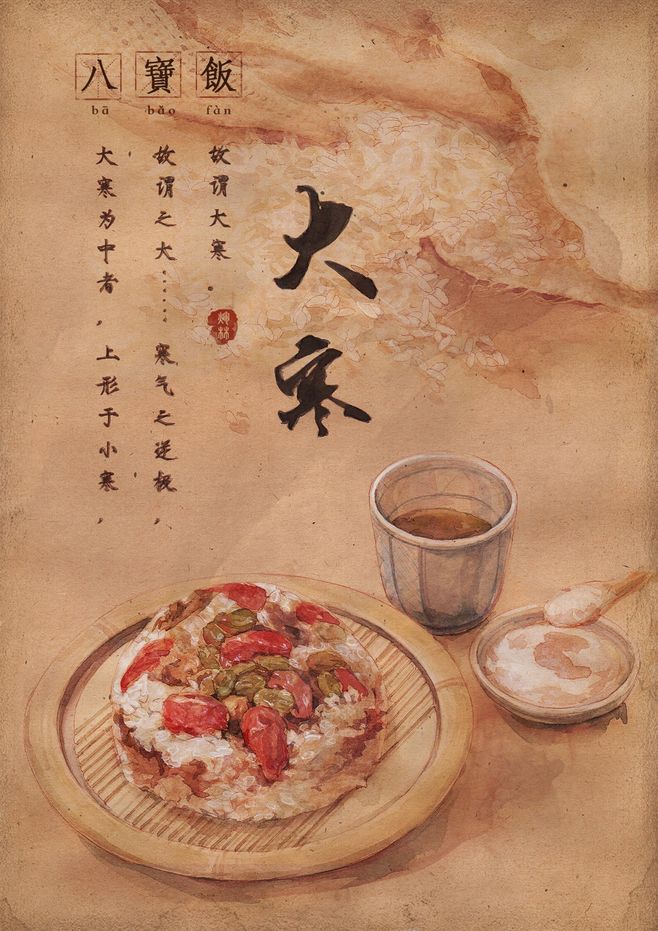 八寶飯
bā bǎo fàn
大寒
大寒为中者，上形于小寒，
故谓之大……寒气之逆极，
故谓大寒。